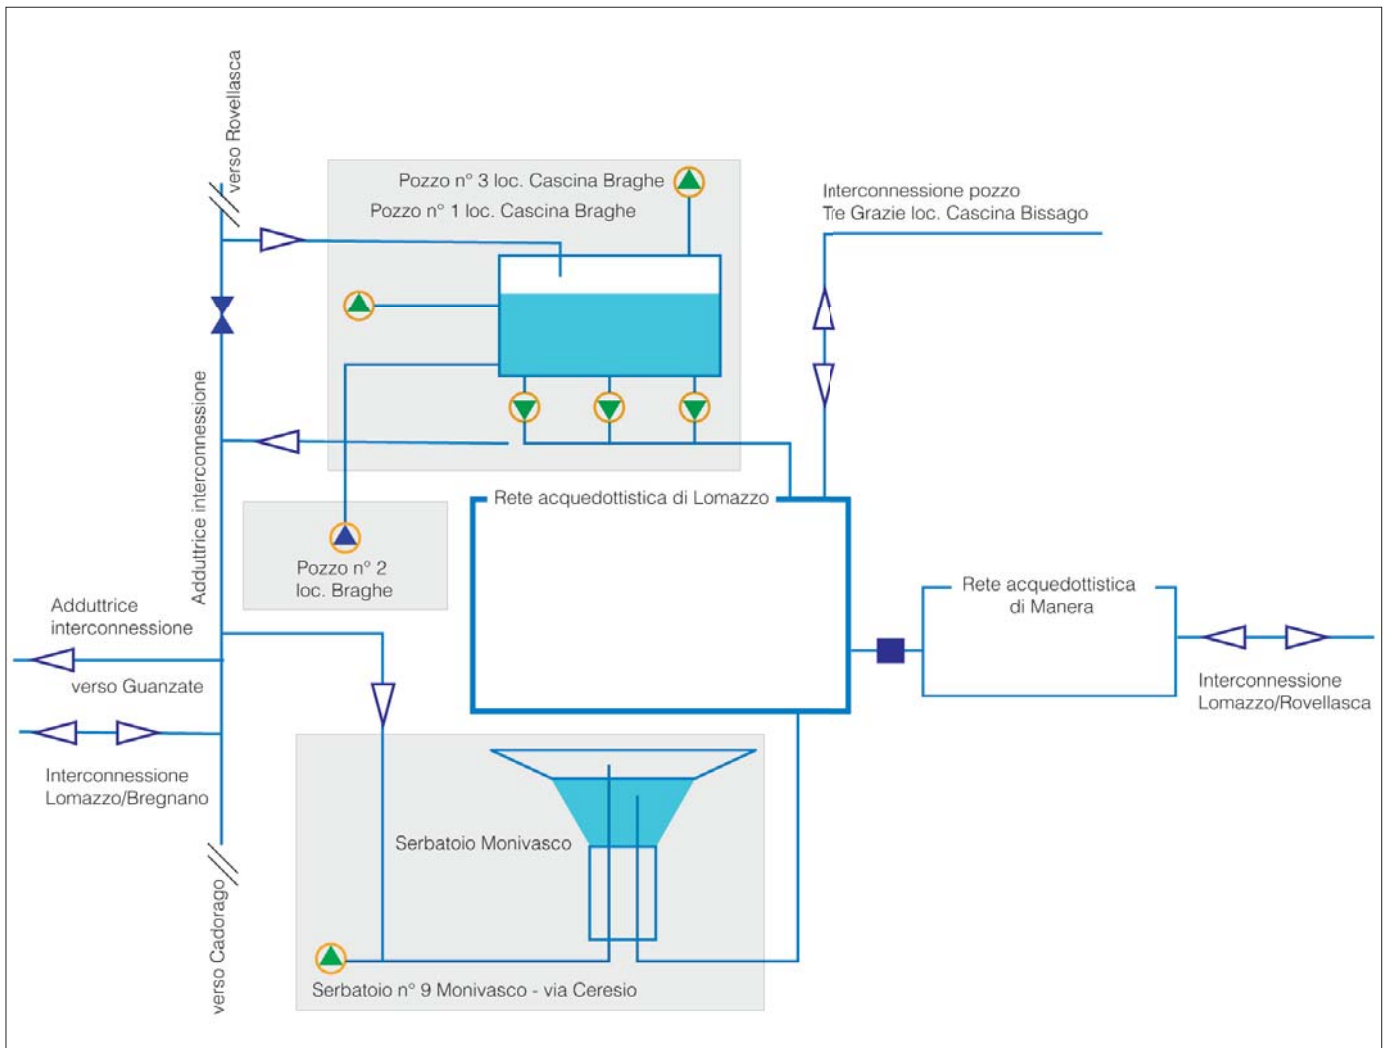 verso Rovellasca
Pozzo n° 3 loc. Cascina Braghe
Pozzo n° 1 loc. Cascina Braghe
Interconnessione pozzo
Tre Grazie loc. Cascina Bissago
Adduttrice interconnessione
Rete acquedottistica di Lomazzo
Pozzo n° 2
loc. Braghe
Rete acquedottistica
di Manera
Adduttrice
interconnessione
verso Guanzate
Interconnessione
Lomazzo/Rovellasca
Interconnessione
Lomazzo/Bregnano
Serbatoio Monivasco
verso Cadorago
Serbatoio n° 9 Monivasco - via Ceresio